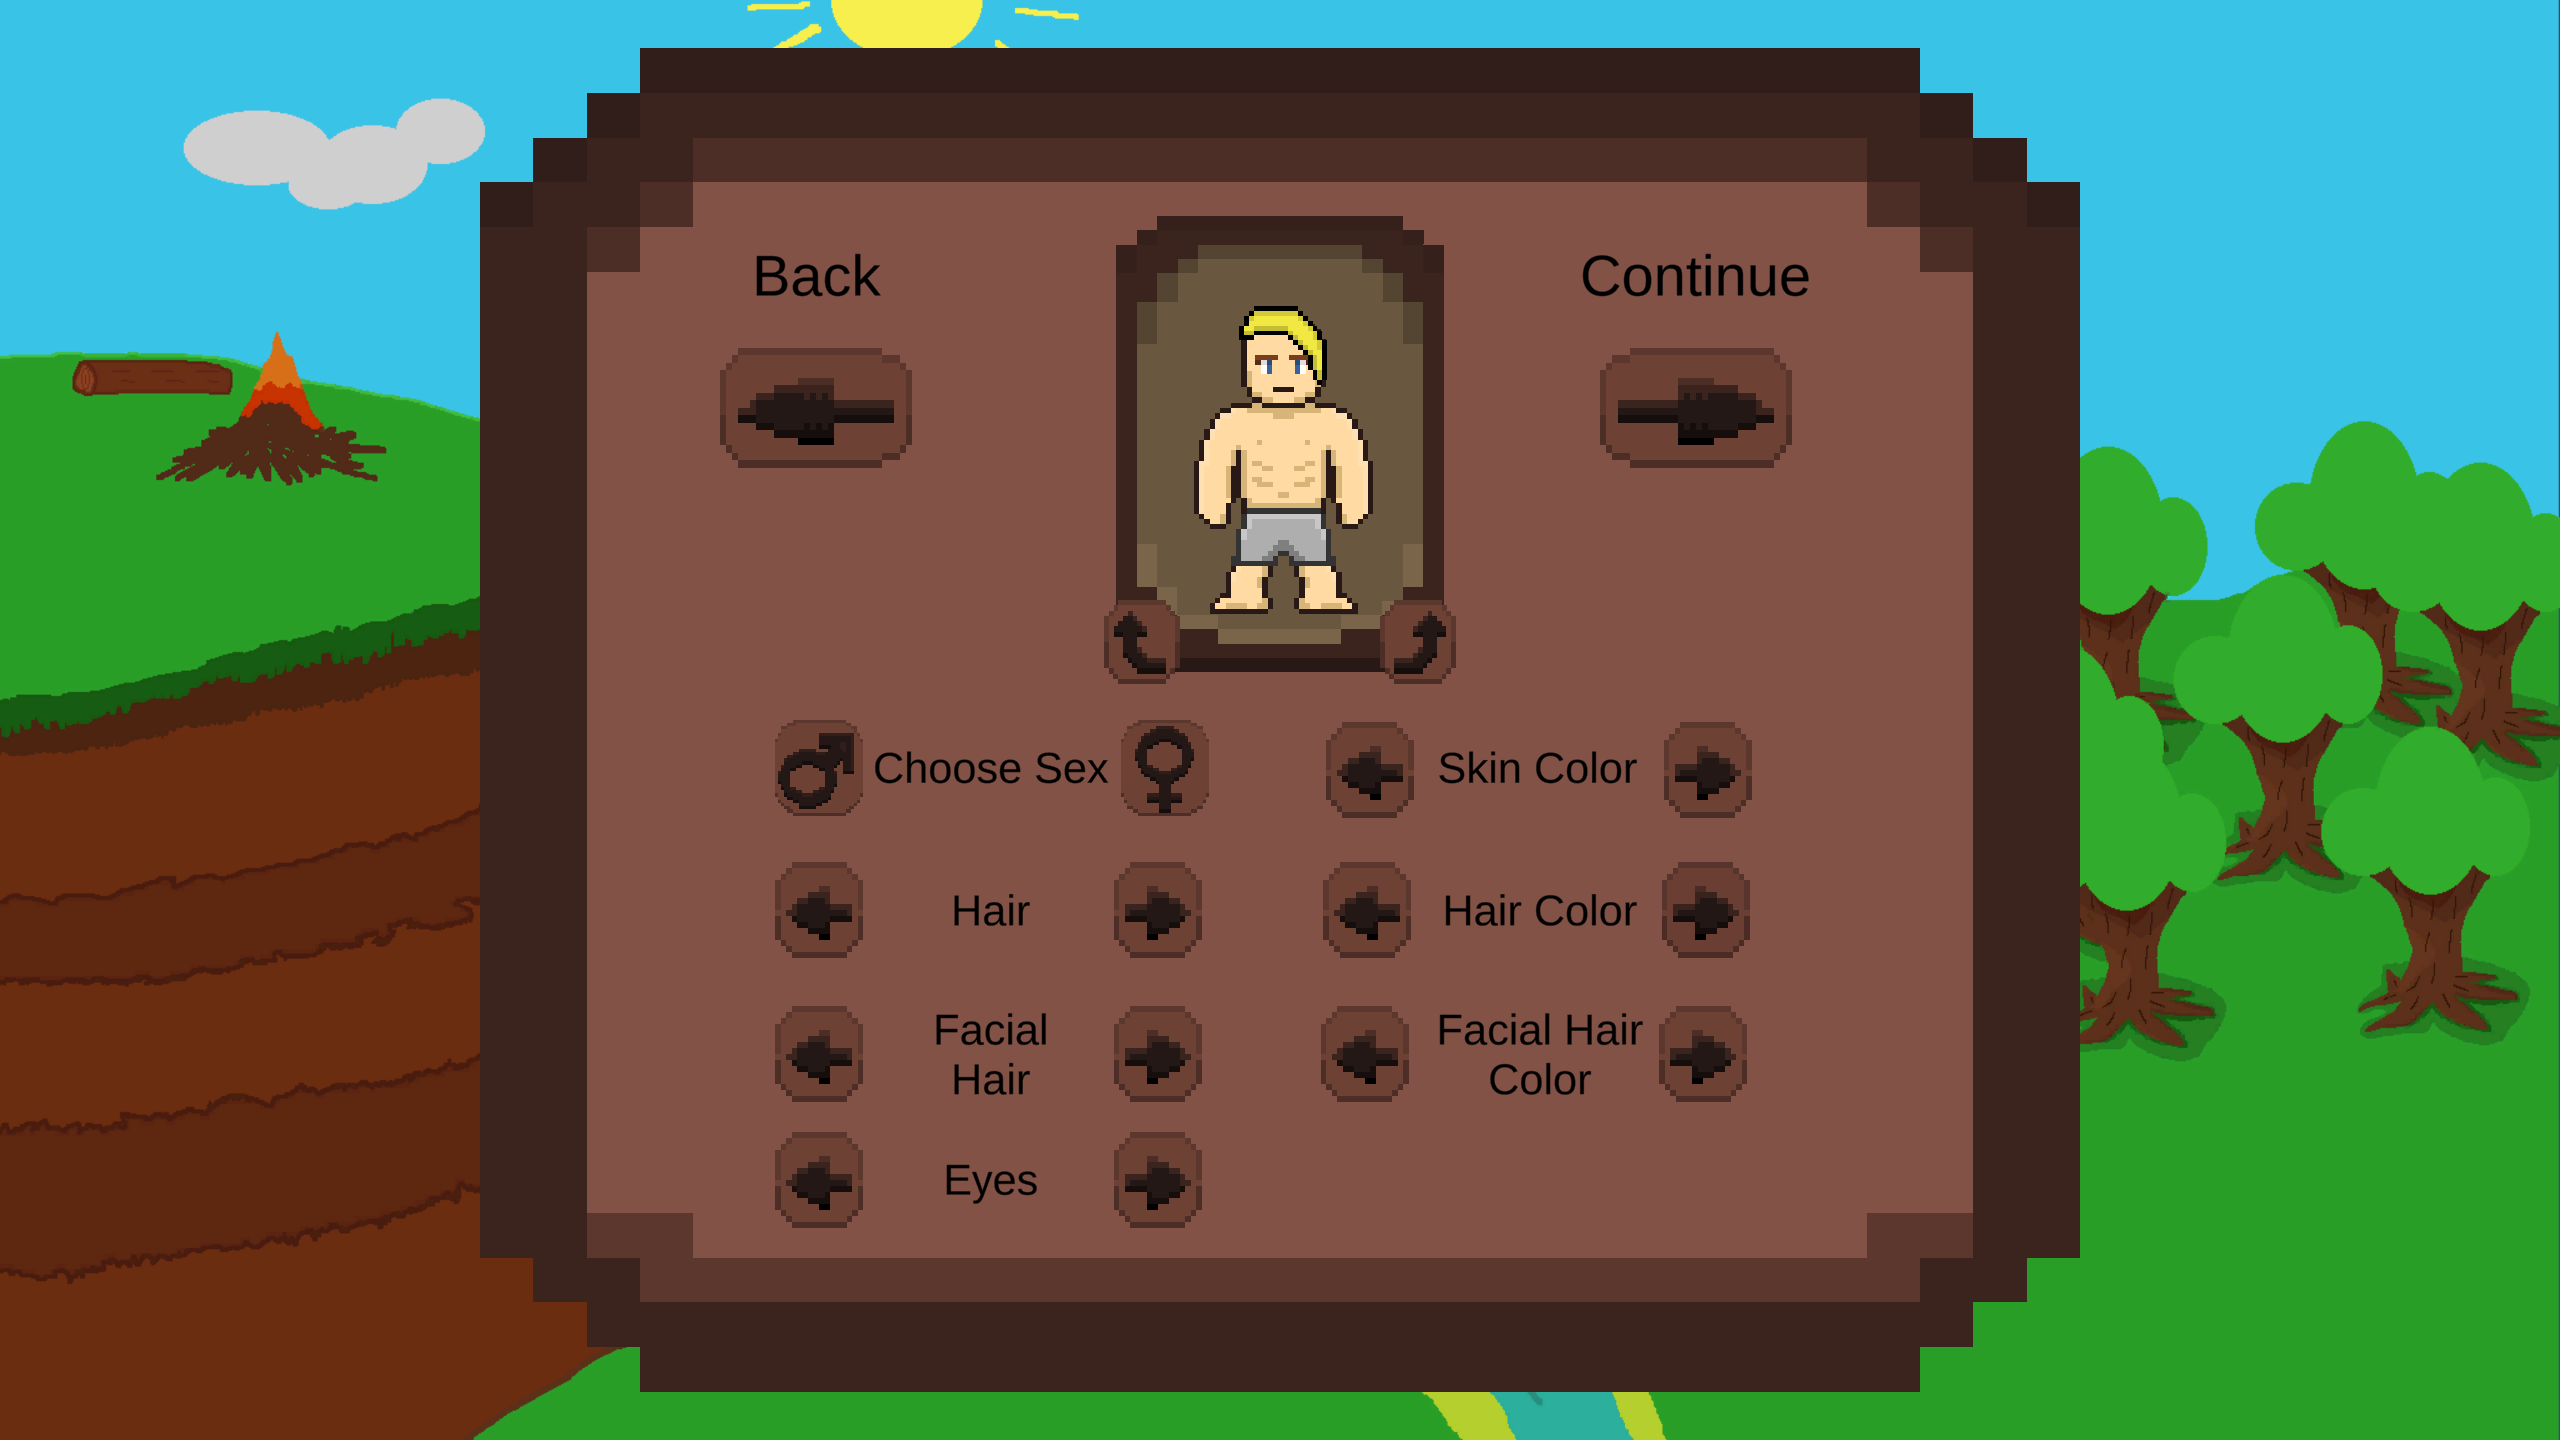 Back
Continue
Choose Sex
Skin Color
Hair
Hair Color
Facial
Hair
Facial Hair
Color
Eyes